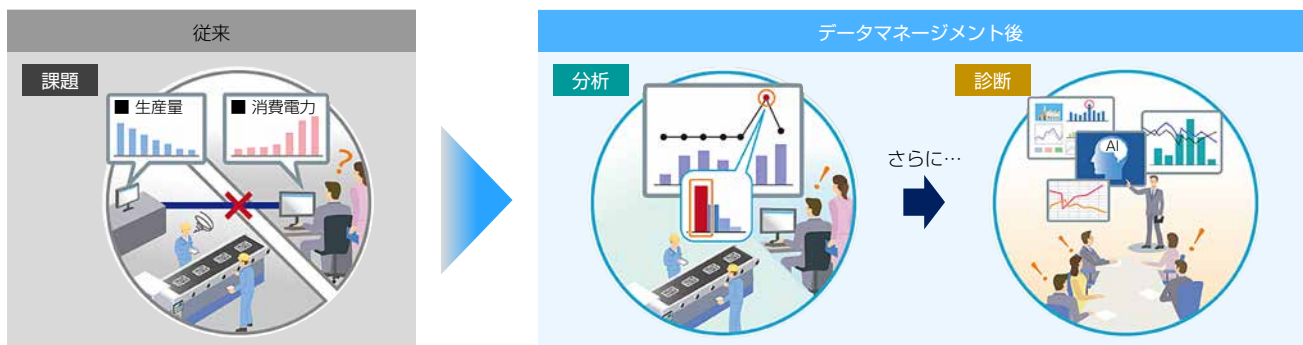 従来
データマネージメント後
課題
■ 生産量
■ 消費電力
?
分析
!
さらに…
診断
AI
!
!
!
!